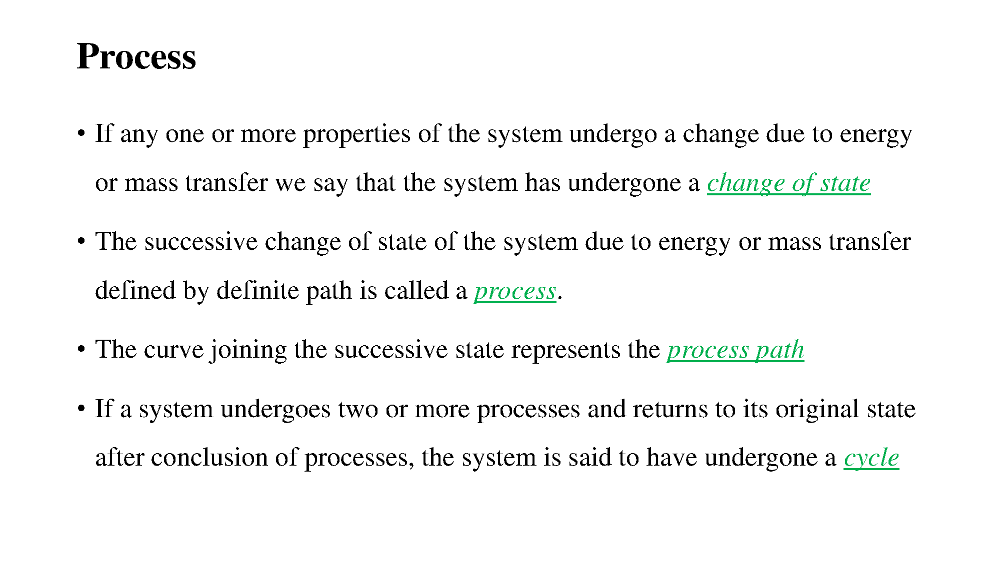 Process
• If any one or more properties of the system undergo a change due to energy
or mass transfer we say that the system has undergone a change of state
• The successive change of state of the system due to energy or mass transfer
defined by definite path is called a process.
• The curve joining the successive state represents the process path
• If a system undergoes two or more processes and returns to its original state
after conclusion of processes, the system is said to have undergone a cycle